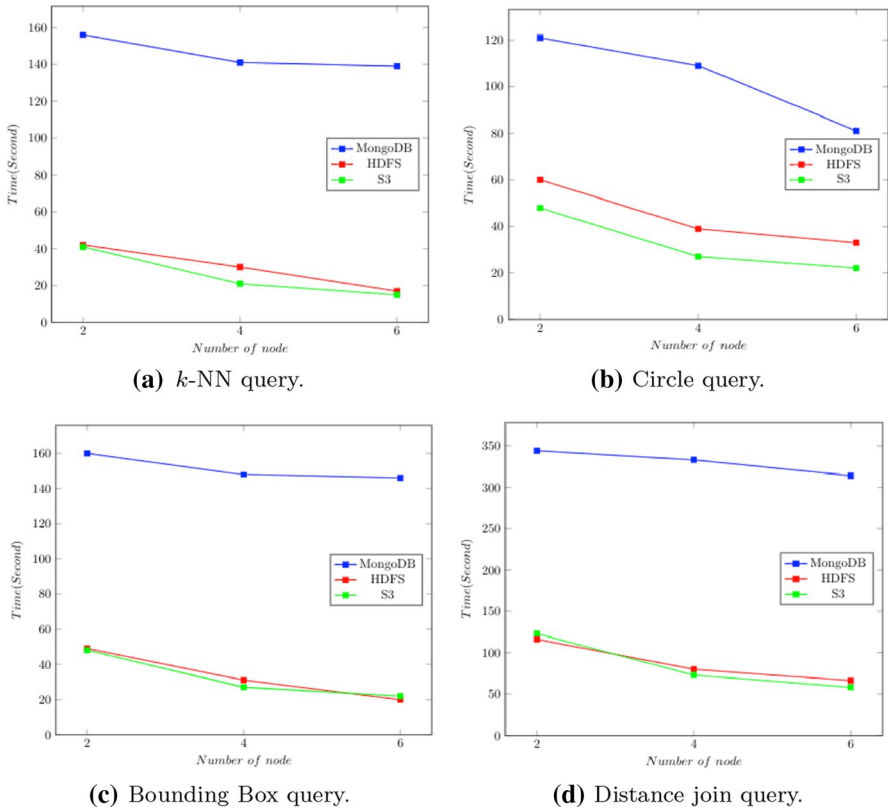 160
140
120
100
80
60
40
20
0
Time(Second)
MongoDB
HDFS
S3
2
4
6
Number of node
(a) k-NN query.
120
100
80
60
40
20
0
Time(Second)
MongoDB
HDFS
S3
2
4
6
Number of node
(b) Circle query.
160
140
120
100
80
60
40
20
0
Time(Second)
MongoDB
HDFS
S3
2
4
6
Number of node
(c) Bounding Box query.
350
300
250
200
150
100
50
0
Time(Second)
MongoDB
HDFS
S3
2
4
6
Number of node
(d) Distance join query.